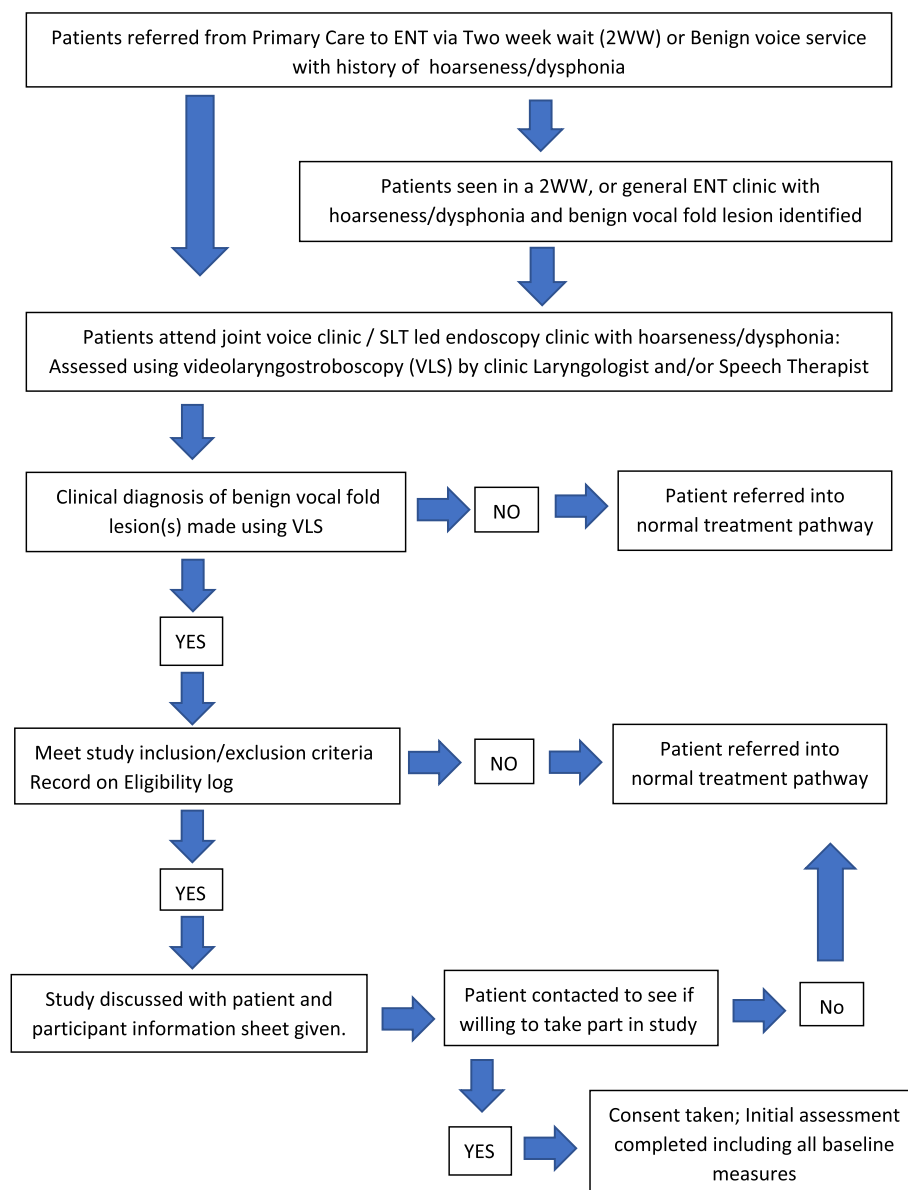 Patients referred from Primary Care to ENT via Two week wait (2WW) or Benign voice service
with history of hoarseness/dysphonia
Patients seen in a 2WW, or general ENT clinic with
hoarseness/dysphonia and benign vocal fold lesion identified
Patients attend joint voice clinic / SLT led endoscopy clinic with hoarseness/dysphonia:
Assessed using videolaryngostroboscopy (VLS) by clinic Laryngologist and/or Speech Therapist
Clinical diagnosis of benign vocal fold
lesion(s) made using VLS
NO
Patient referred into
normal treatment pathway
YES
Meet study inclusion/exclusion criteria
Record on Eligibility log
NO
Patient referred into
normal treatment pathway
YES
Study discussed with patient and
participant information sheet given.
Patient contacted to see if
willing to take part in study
No
YES
Consent taken; Initial assessment
completed including all baseline
measures